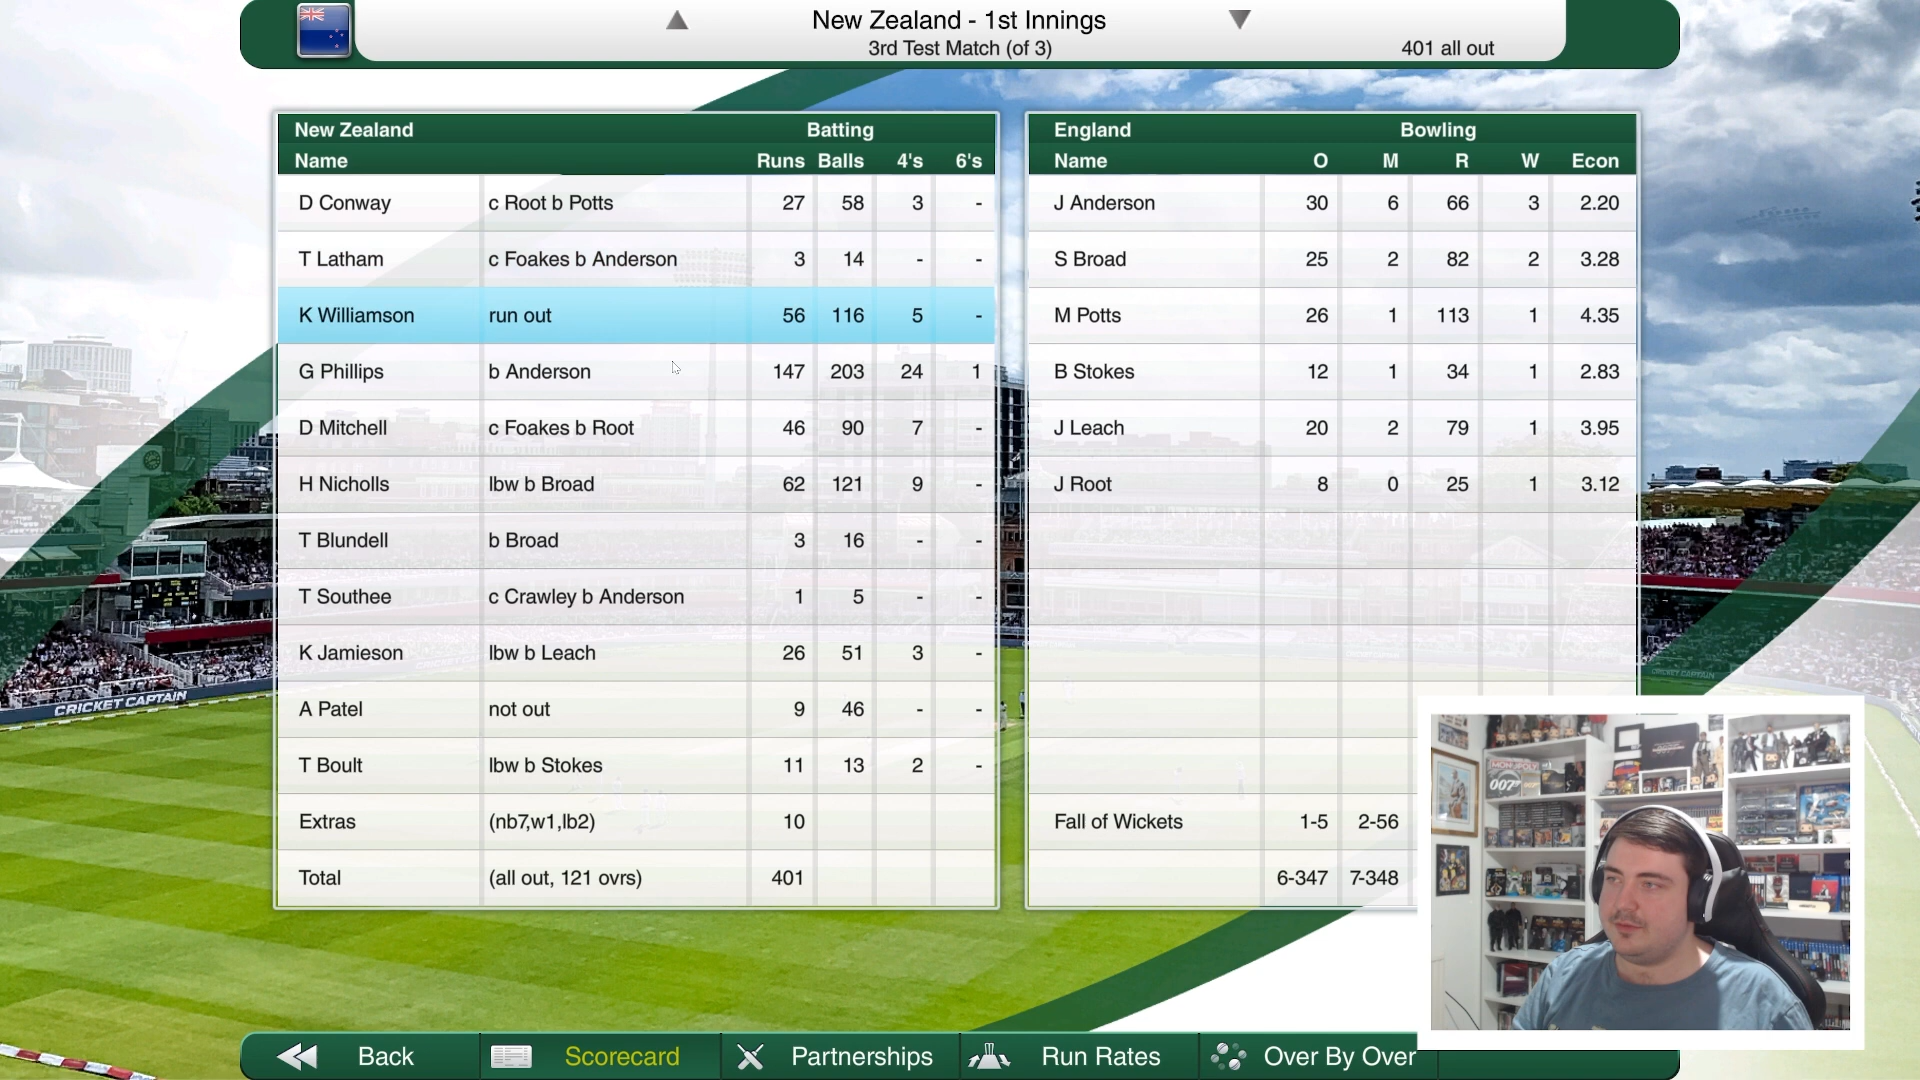 New Zealand - 1st Innings
3rd Test Match (of 3)
401 all out
New Zealand Batting
Name Runs Balls 4's 6's
D Conway c Root b Potts 27 58 3 -
T Latham c Foakes b Anderson 3 14 - -
K Williamson run out 56 116 5 -
G Phillips b Anderson 147 203 24 1
D Mitchell c Foakes b Root 46 90 7 -
H Nicholls lbw b Broad 62 121 9 -
T Blundell b Broad 3 16 - -
T Southee c Crawley b Anderson 1 5 - -
K Jamieson lbw b Leach 26 51 3 -
A Patel not out 9 46 - -
T Boult lbw b Stokes 11 13 2 -
Extras (nb7,w1,lb2) 10
Total (all out, 121 ovrs) 401
England Bowling
Name O M R W Econ
J Anderson 30 6 66 3 2.20
S Broad 25 2 82 2 3.28
M Potts 26 1 113 1 4.35
B Stokes 12 1 34 1 2.83
J Leach 20 2 79 1 3.95
J Root 8 0 25 1 3.12
Fall of Wickets 1-5 2-56
6-347 7-348
CRICKET CAPTAIN
MONOPOLY
007
Back Scorecard Partnerships Run Rates Over By Over